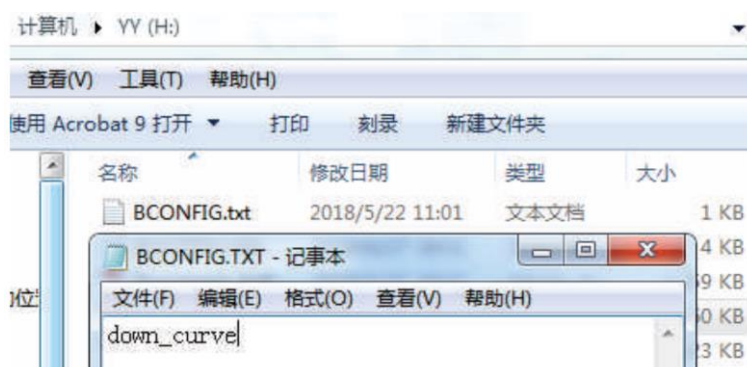 计算机 ▸ YY (H:)
查看(V) 工具(T) 帮助(H)
使用 Acrobat 9 打开 ▼ 打印 刻录 新建文件夹
名称 修改日期 类型 大小
BCONFIG.txt 2018/5/22 11:01 文本文档 1 KB
BCONFIG.TXT - 记事本
4 KB
59 KB
文件(F) 编辑(E) 格式(O) 查看(V) 帮助(H)
50 KB
down_curve
23 KB